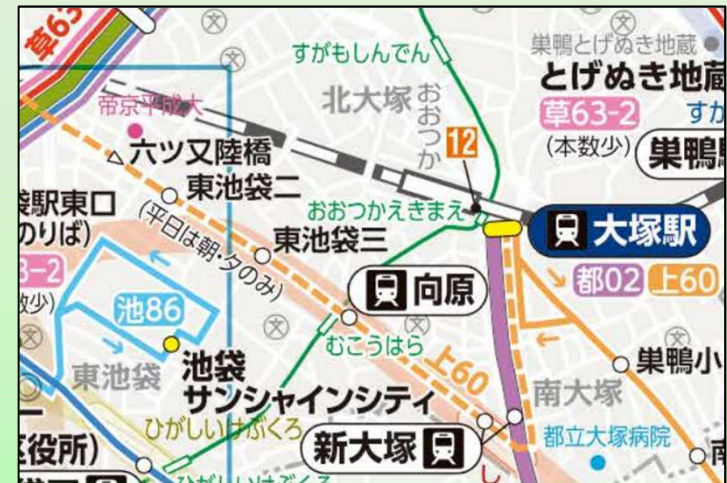 草63
すがもしんでん
巣鴨とげぬき地蔵
とげぬき地蔵
草63-2
(本数少)
巣鴨
北大塚
おおつか
12
帝京平成大
六ツ又陸橋
東池袋二
おおつかえきまえ
東池袋三
(平日は朝・夕のみ)
袋駅東口
のりば)
3-2
数少)
大塚駅
都02
上60
向原
池86
むこうはら
上60
巣鴨小
東池袋
池袋
サンシャインシティ
南大塚
ひがしいけぶくろ
新大塚
都立大塚病院
区役所)